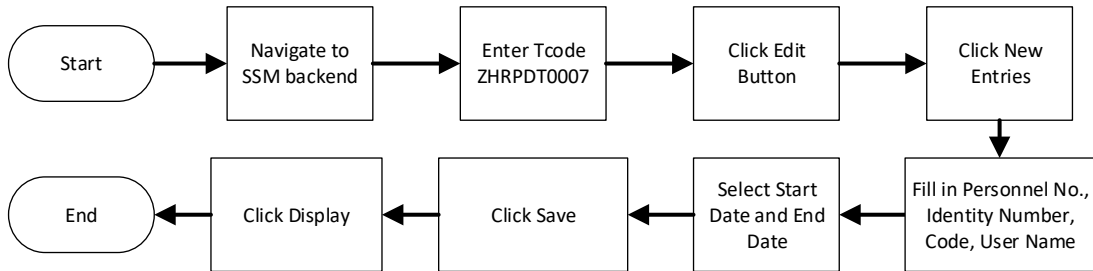 Start
Navigate to
SSM backend
Enter Tcode
ZHRPDT0007
Click Edit
Button
Click New
Entries
Fill in Personnel No.,
Identity Number,
Code, User Name
Select Start
Date and End
Date
Click Save
Click Display
End